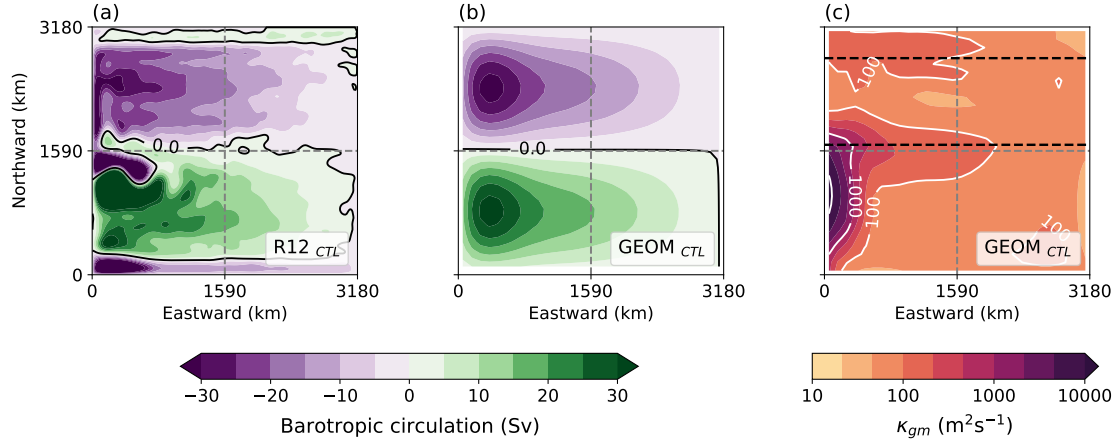 (a) (b) (c)
3180
1590
0
Northward (km)
0.0
0.0
100
1000
100
100
R12 CTL
GEOM CTL
GEOM CTL
0 1590 3180
0 1590 3180
0 1590 3180
Eastward (km)
Eastward (km)
Eastward (km)
−30 −20 −10 0 10 20 30
Barotropic circulation (Sv)
10 100 1000 10000
κgm (m²s⁻¹)